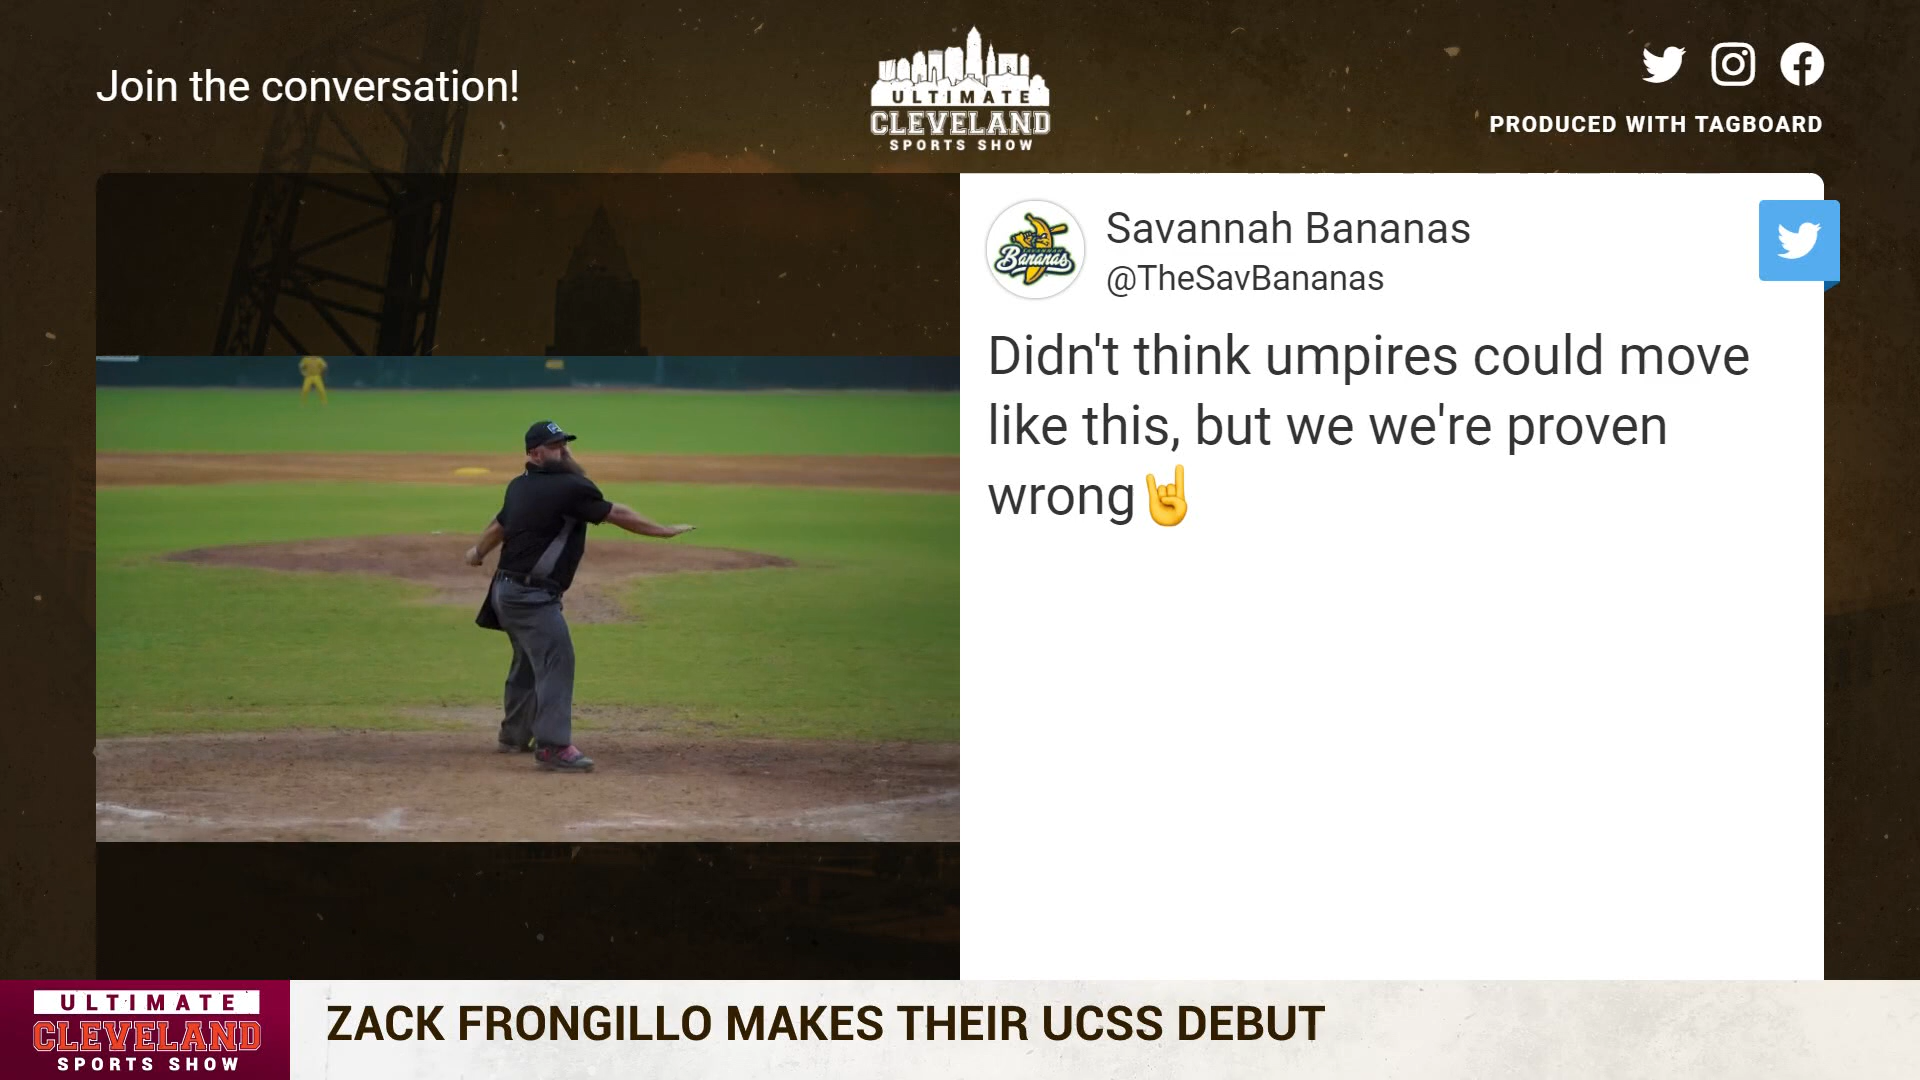 Join the conversation!
ULTIMATE
CLEVELAND
SPORTS SHOW
PRODUCED WITH TAGBOARD
Bananas
Savannah Bananas
@TheSavBananas
Didn't think umpires could move
like this, but we we're proven
wrong🤘
ULTIMATE
CLEVELAND
SPORTS SHOW
ZACK FRONGILLO MAKES THEIR UCSS DEBUT